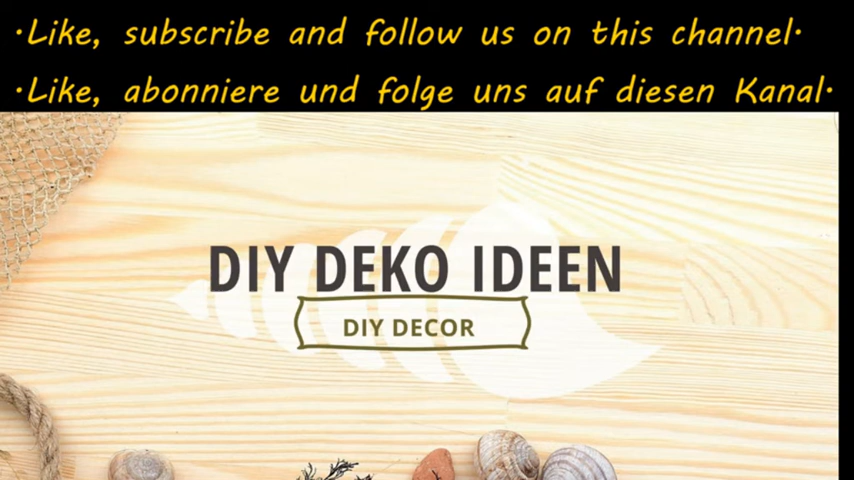 ·Like, subscribe and follow us on this channel·
·Like, abonniere und folge uns auf diesen Kanal·
DIY DEKO IDEEN
DIY DECOR